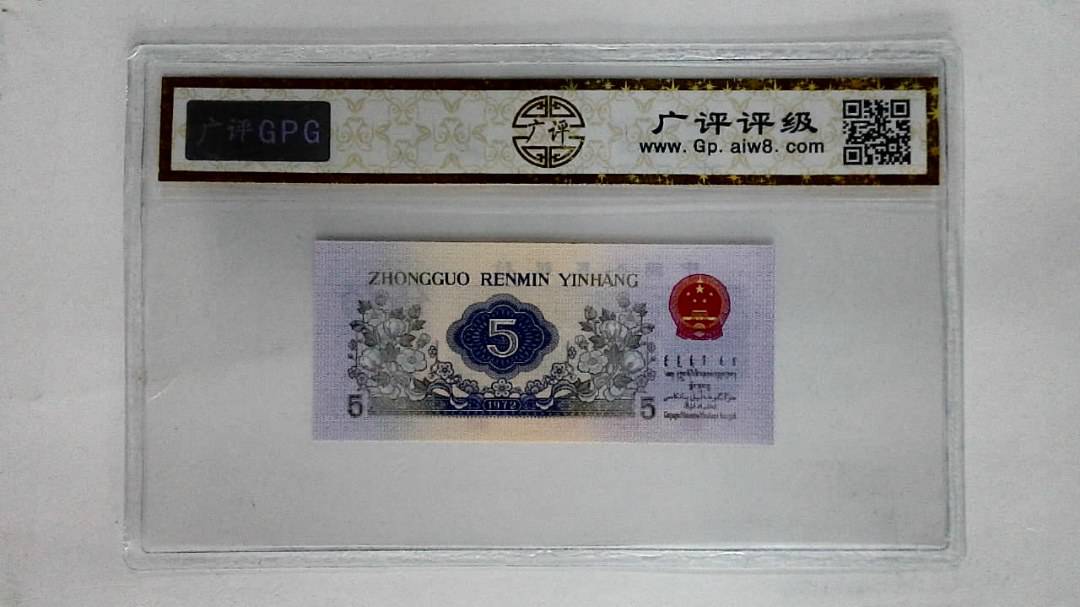 广评GPG
广评
广评评级
www.Gp.aiw8.com
ZHONGGUO RENMIN YINHANG
5
5
5
1972